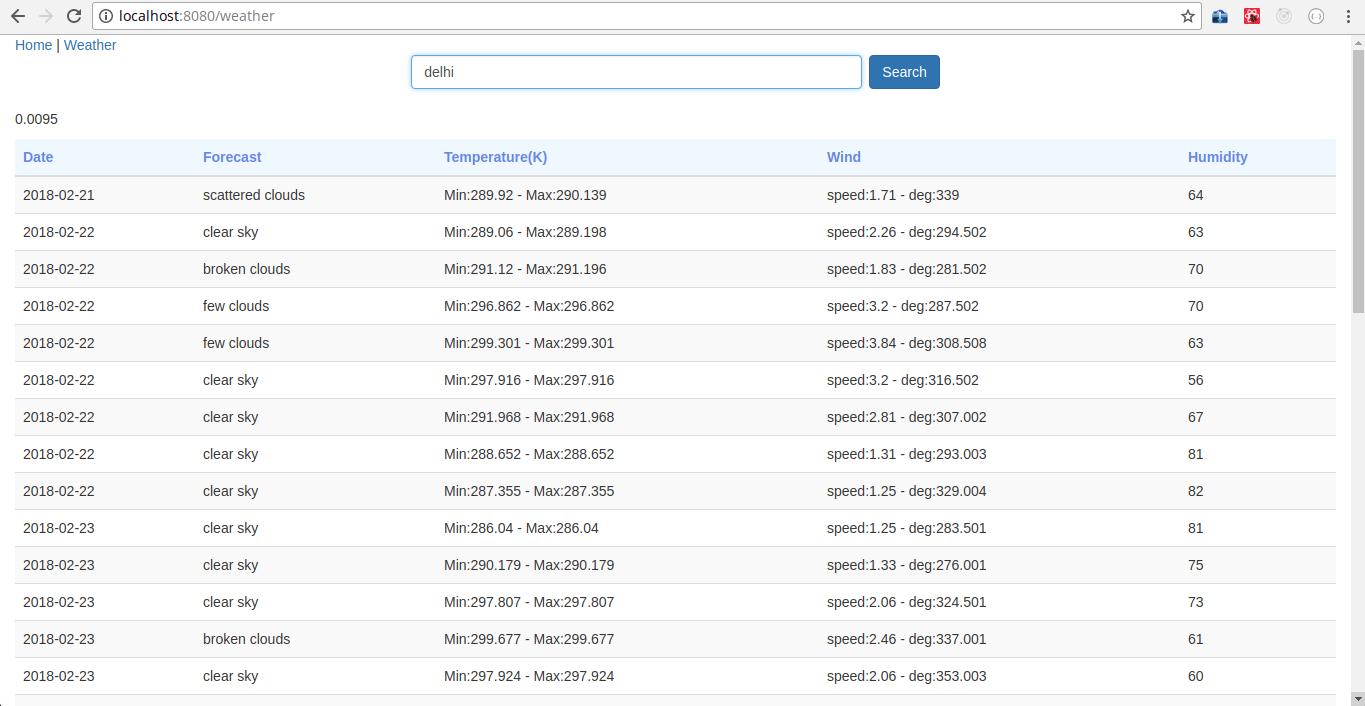 localhost:8080/weather
Home | Weather
delhi Search
0.0095
Date Forecast Temperature(K) Wind Humidity
2018-02-21 scattered clouds Min:289.92 - Max:290.139 speed:1.71 - deg:339 64
2018-02-22 clear sky Min:289.06 - Max:289.198 speed:2.26 - deg:294.502 63
2018-02-22 broken clouds Min:291.12 - Max:291.196 speed:1.83 - deg:281.502 70
2018-02-22 few clouds Min:296.862 - Max:296.862 speed:3.2 - deg:287.502 70
2018-02-22 few clouds Min:299.301 - Max:299.301 speed:3.84 - deg:308.508 63
2018-02-22 clear sky Min:297.916 - Max:297.916 speed:3.2 - deg:316.502 56
2018-02-22 clear sky Min:291.968 - Max:291.968 speed:2.81 - deg:307.002 67
2018-02-22 clear sky Min:288.652 - Max:288.652 speed:1.31 - deg:293.003 81
2018-02-22 clear sky Min:287.355 - Max:287.355 speed:1.25 - deg:329.004 82
2018-02-23 clear sky Min:286.04 - Max:286.04 speed:1.25 - deg:283.501 81
2018-02-23 clear sky Min:290.179 - Max:290.179 speed:1.33 - deg:276.001 75
2018-02-23 clear sky Min:297.807 - Max:297.807 speed:2.06 - deg:324.501 73
2018-02-23 broken clouds Min:299.677 - Max:299.677 speed:2.46 - deg:337.001 61
2018-02-23 clear sky Min:297.924 - Max:297.924 speed:2.06 - deg:353.003 60